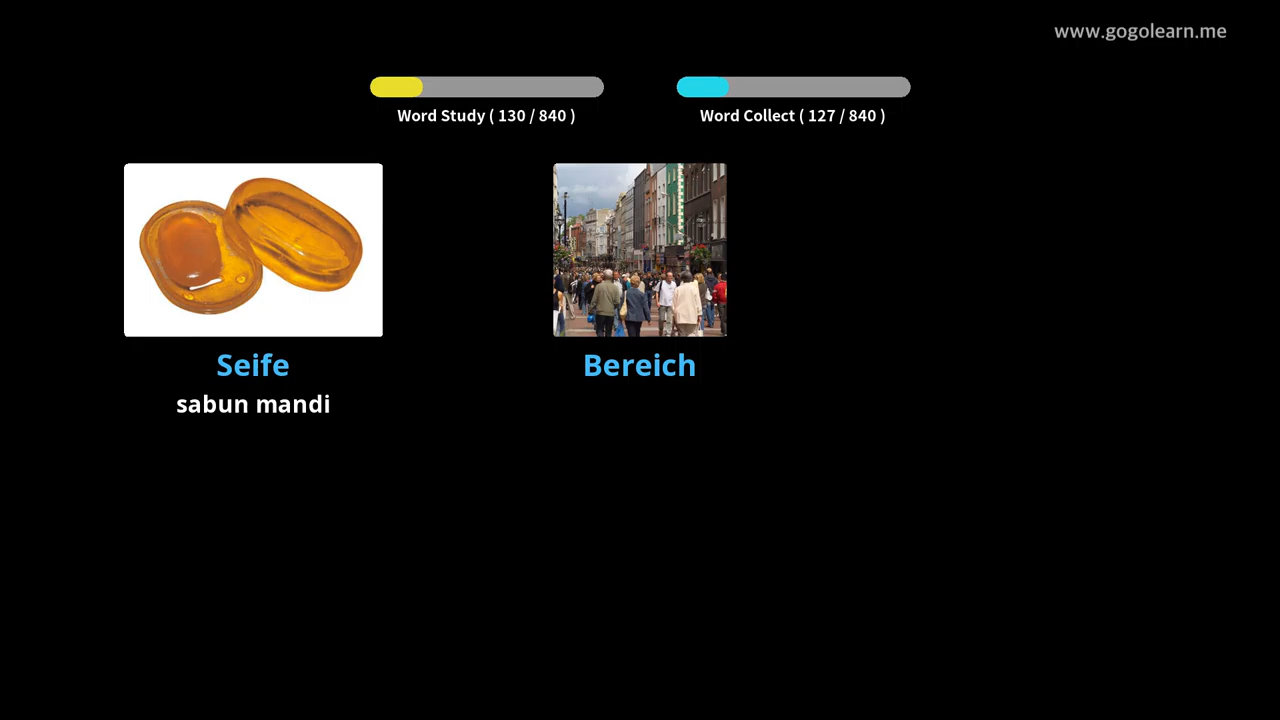 www.gogolearn.me
Word Study ( 130 / 840 )
Word Collect ( 127 / 840 )
Seife
sabun mandi
Bereich